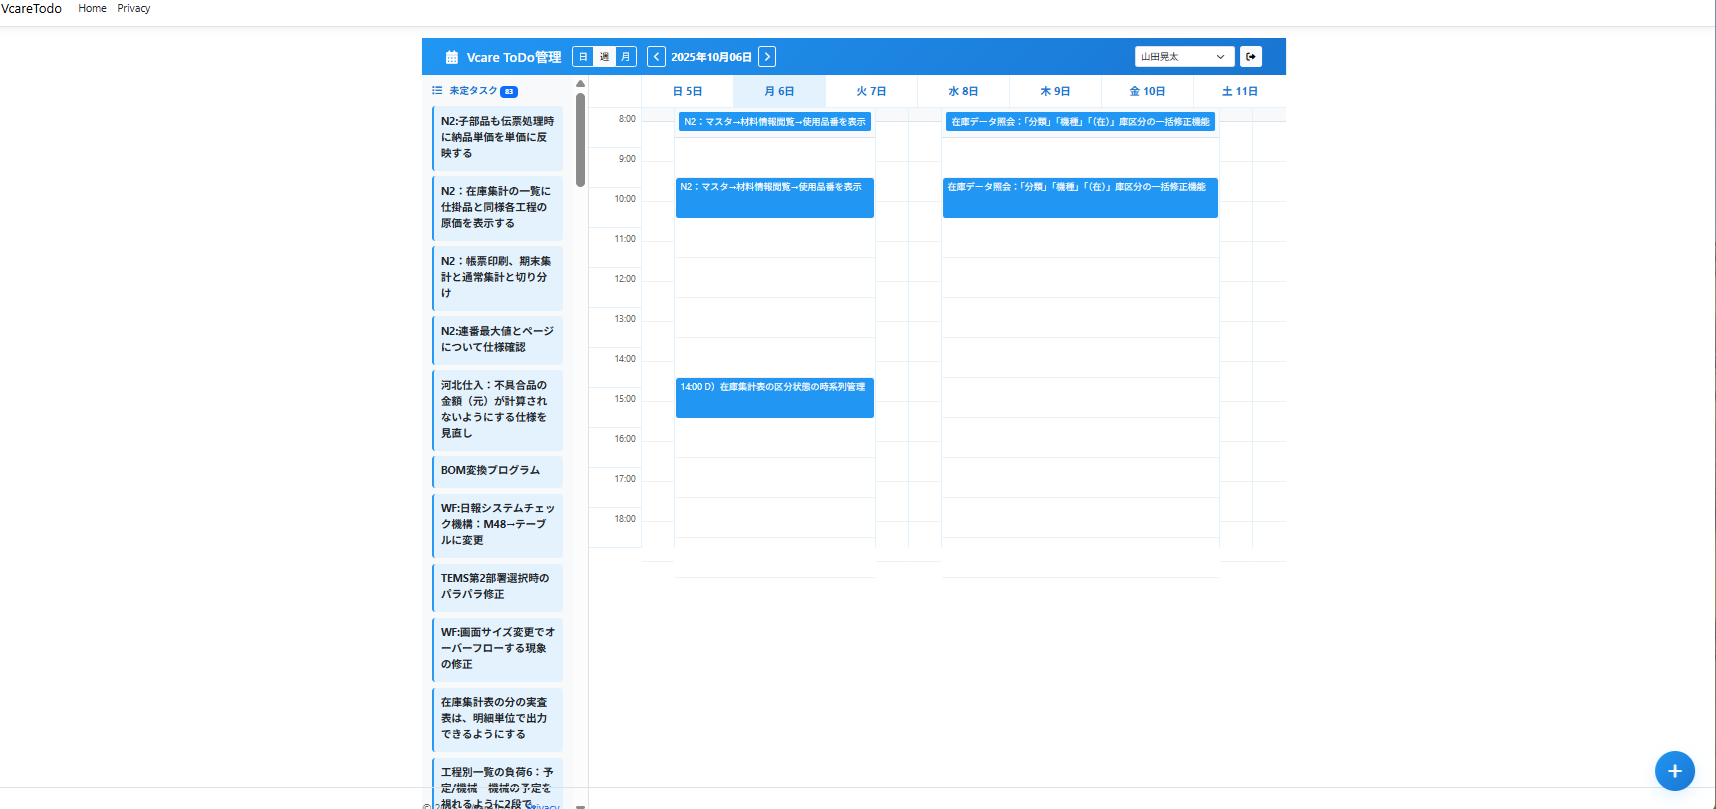 VcareTodo Home Privacy
Vcare ToDo管理 日 週 月 2025年10月06日 山田晃太
未定タスク 83
N2:子部品も伝票処理時
に納品単価を単価に反
映する
N2：在庫集計の一覧に
仕掛品と同様各工程の
原価を表示する
N2：帳票印刷、期末集
計と通常集計と切り分
け
N2:連番最大値とページ
について仕様確認
河北仕入：不具合品の
金額（元）が計算され
ないようにする仕様を
見直し
BOM変換プログラム
WF:日報システムチェッ
ク機構：M48→テーブ
ルに変更
TEMS第2部署選択時の
パラパラ修正
WF:画面サイズ変更でオ
ーバーフローする現象
の修正
在庫集計表の分の実査
表は、明細単位で出力
できるようにする
工程別一覧の負荷6：予
定/機械　機械の予定を
視れるように2段で
Privacy
日 5日 月 6日 火 7日 水 8日 木 9日 金 10日 土 11日
8:00
N2：マスタ→材料情報閲覧→使用品番を表示
在庫データ照会：「分類」「機種」「（在）」庫区分の一括修正機能
9:00
N2：マスタ→材料情報閲覧→使用品番を表示
在庫データ照会：「分類」「機種」「（在）」庫区分の一括修正機能
10:00
11:00
12:00
13:00
14:00
14:00 D）在庫集計表の区分状態の時系列管理
15:00
16:00
17:00
18:00
+